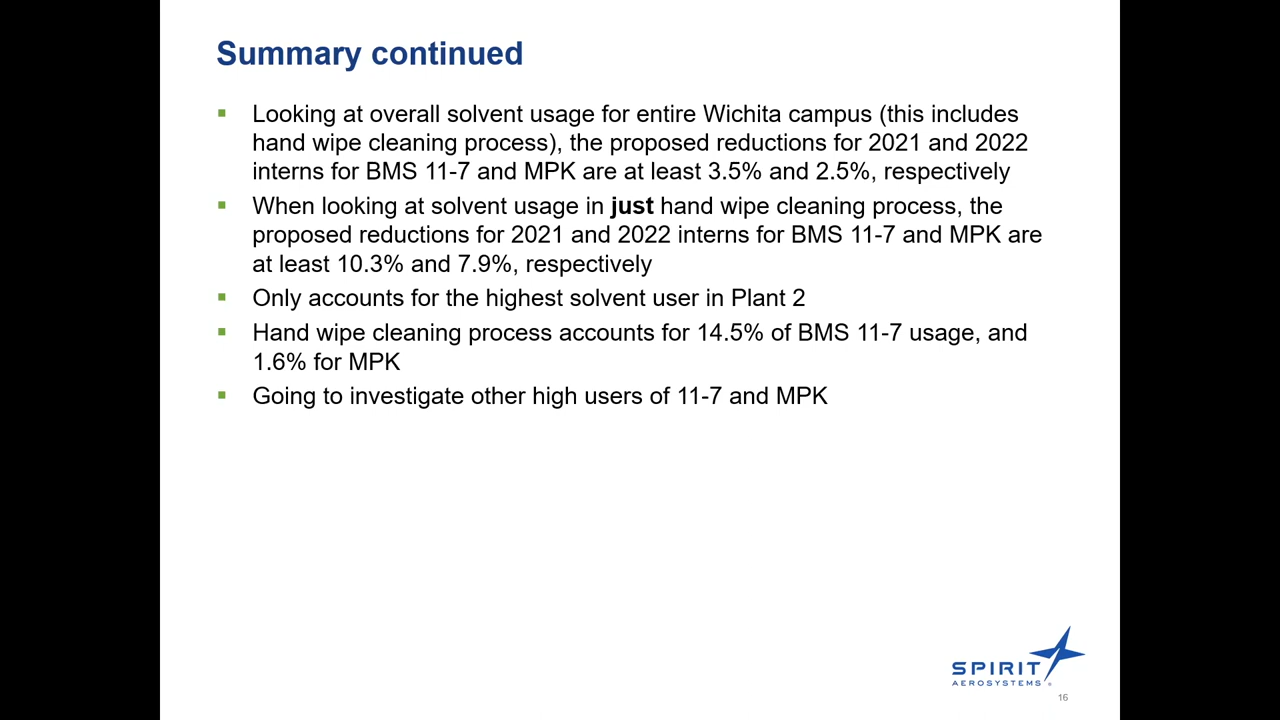 Summary continued
▪ Looking at overall solvent usage for entire Wichita campus (this includes
hand wipe cleaning process), the proposed reductions for 2021 and 2022
interns for BMS 11-7 and MPK are at least 3.5% and 2.5%, respectively
▪ When looking at solvent usage in just hand wipe cleaning process, the
proposed reductions for 2021 and 2022 interns for BMS 11-7 and MPK are
at least 10.3% and 7.9%, respectively
▪ Only accounts for the highest solvent user in Plant 2
▪ Hand wipe cleaning process accounts for 14.5% of BMS 11-7 usage, and
1.6% for MPK
▪ Going to investigate other high users of 11-7 and MPK
SPIRIT
AEROSYSTEMS
16